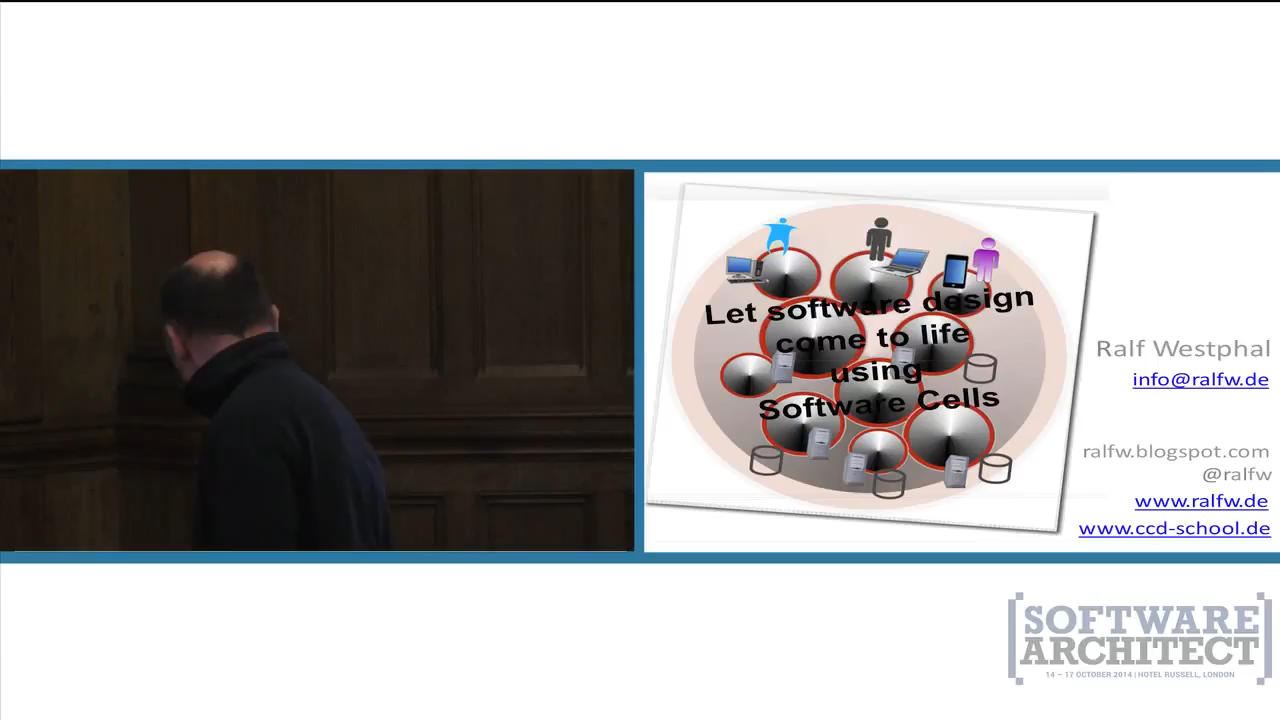 Let software design
come to life
using
Software Cells
Ralf Westphal
info@ralfw.de
ralfw.blogspot.com
@ralfw
www.ralfw.de
www.ccd-school.de
[SOFTWARE
ARCHITECT]
14 – 17 OCTOBER 2014 | HOTEL RUSSELL, LONDON